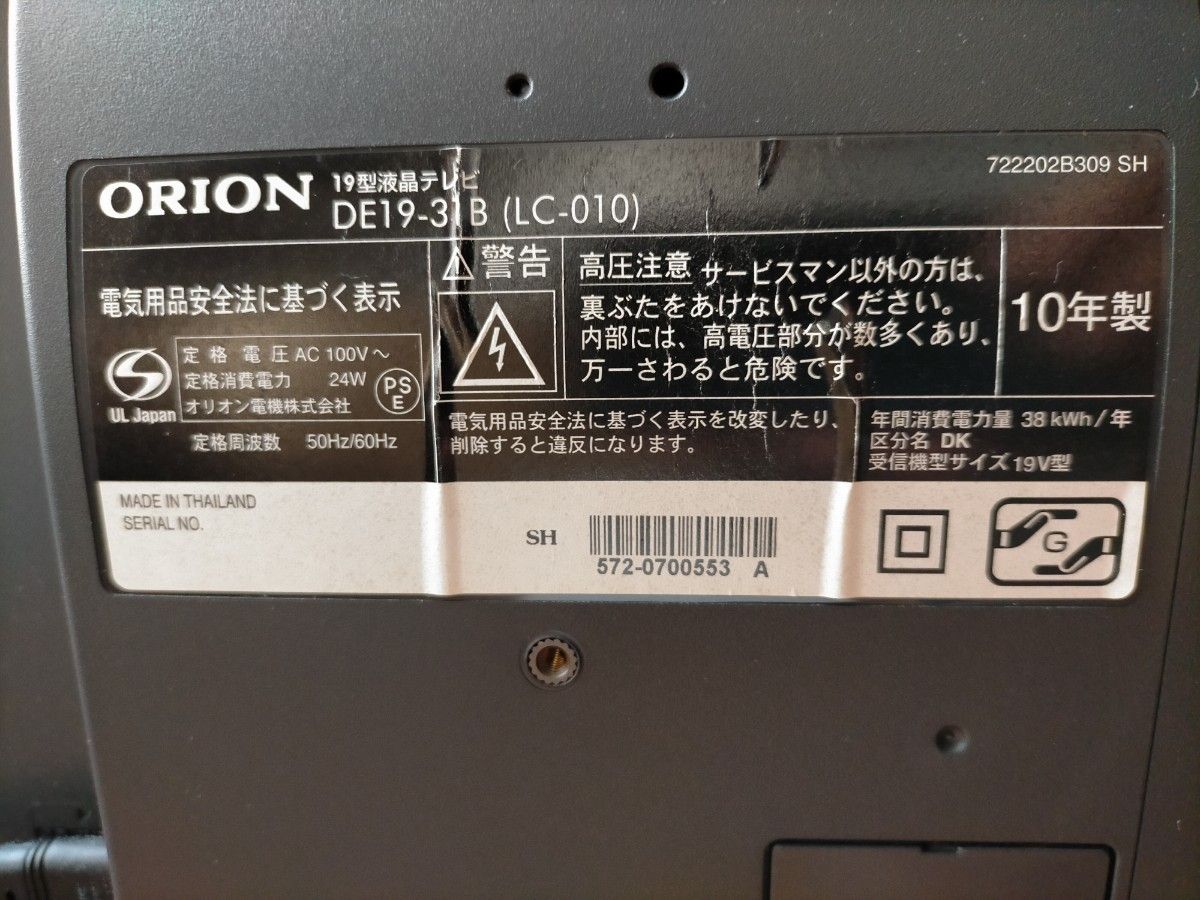 722202B309 SH
ORION
19型液晶テレビ
DE19-31B (LC-010)
電気用品安全法に基づく表示
UL Japan
定格電圧 AC 100V～
定格消費電力 24W
オリオン電機株式会社
PS
E
定格周波数 50Hz/60Hz
警告
高圧注意 サービスマン以外の方は、
裏ぶたをあけないでください。
内部には、高電圧部分が数多くあり、
万一さわると危険です。
10年製
電気用品安全法に基づく表示を改変したり、
削除すると違反になります。
年間消費電力量 38 kWh/年
区分名 DK
受信機型サイズ 19V型
MADE IN THAILAND
SERIAL NO.
SH
572-0700553 A
G